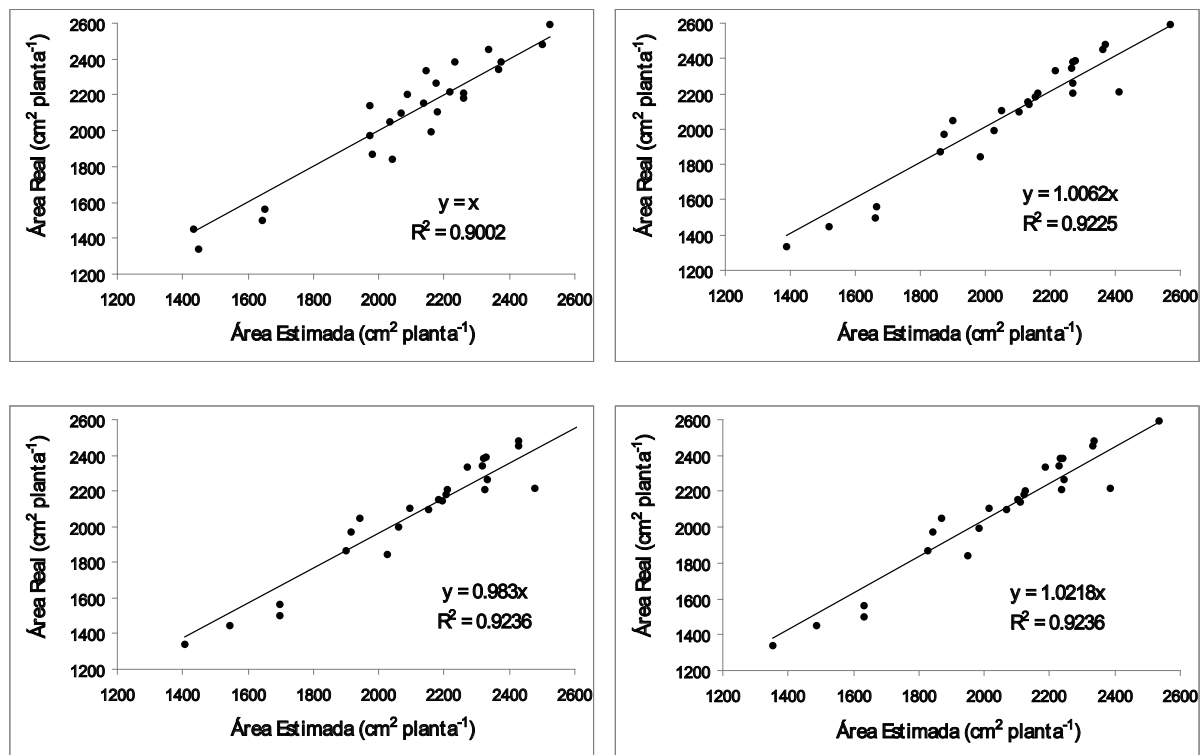 Área Real (cm² planta⁻¹)
2600
2400
2200
2000
1800
1600
1400
1200
y = x
R² = 0.9002
1200 1400 1600 1800 2000 2200 2400 2600
Área Estimada (cm² planta⁻¹)
Área Real (cm² planta⁻¹)
2600
2400
2200
2000
1800
1600
1400
1200
y = 1.0062x
R² = 0.9225
1200 1400 1600 1800 2000 2200 2400 2600
Área Estimada (cm² planta⁻¹)
Área Real (cm² planta⁻¹)
2600
2400
2200
2000
1800
1600
1400
1200
y = 0.983x
R² = 0.9236
1200 1400 1600 1800 2000 2200 2400 2600
Área Estimada (cm² planta⁻¹)
Área Real (cm² planta⁻¹)
2600
2400
2200
2000
1800
1600
1400
1200
y = 1.0218x
R² = 0.9236
1200 1400 1600 1800 2000 2200 2400 2600
Área Estimada (cm² planta⁻¹)